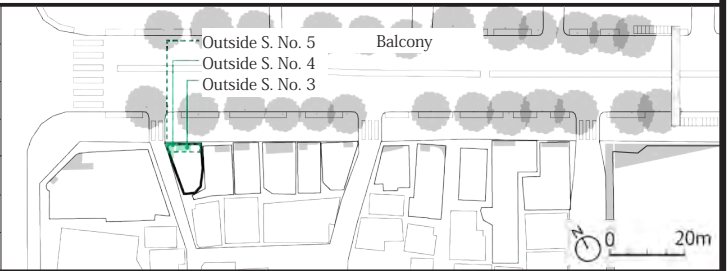 Outside S. No. 5 Balcony
Outside S. No. 4
Outside S. No. 3
N 0 20m